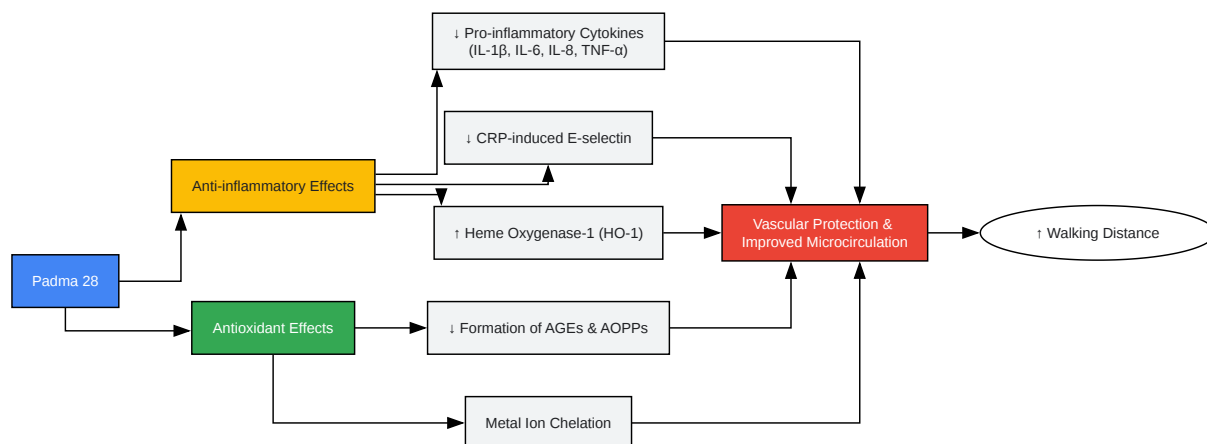 ↓ Pro-inflammatory Cytokines
(IL-1β, IL-6, IL-8, TNF-α)
↓ CRP-induced E-selectin
Anti-inflammatory Effects
↑ Heme Oxygenase-1 (HO-1)
Vascular Protection &
Improved Microcirculation
↑ Walking Distance
Padma 28
Antioxidant Effects
↓ Formation of AGEs & AOPPs
Metal Ion Chelation